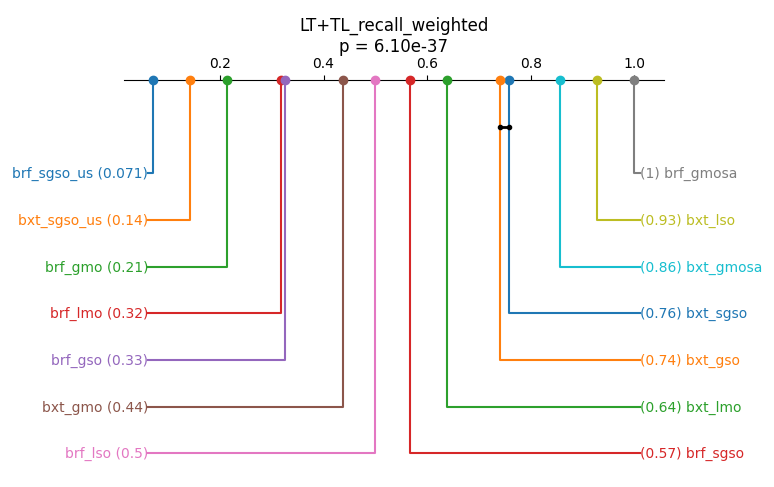 LT+TL_recall_weighted
p = 6.10e-37
0.2 0.4 0.6 0.8 1.0
brf_sgso_us (0.071) (1) brf_gmosa
bxt_sgso_us (0.14) (0.93) bxt_lso
brf_gmo (0.21) (0.86) bxt_gmosa
brf_lmo (0.32) (0.76) bxt_sgso
brf_gso (0.33) (0.74) bxt_gso
bxt_gmo (0.44) (0.64) bxt_lmo
brf_lso (0.5) (0.57) brf_sgso